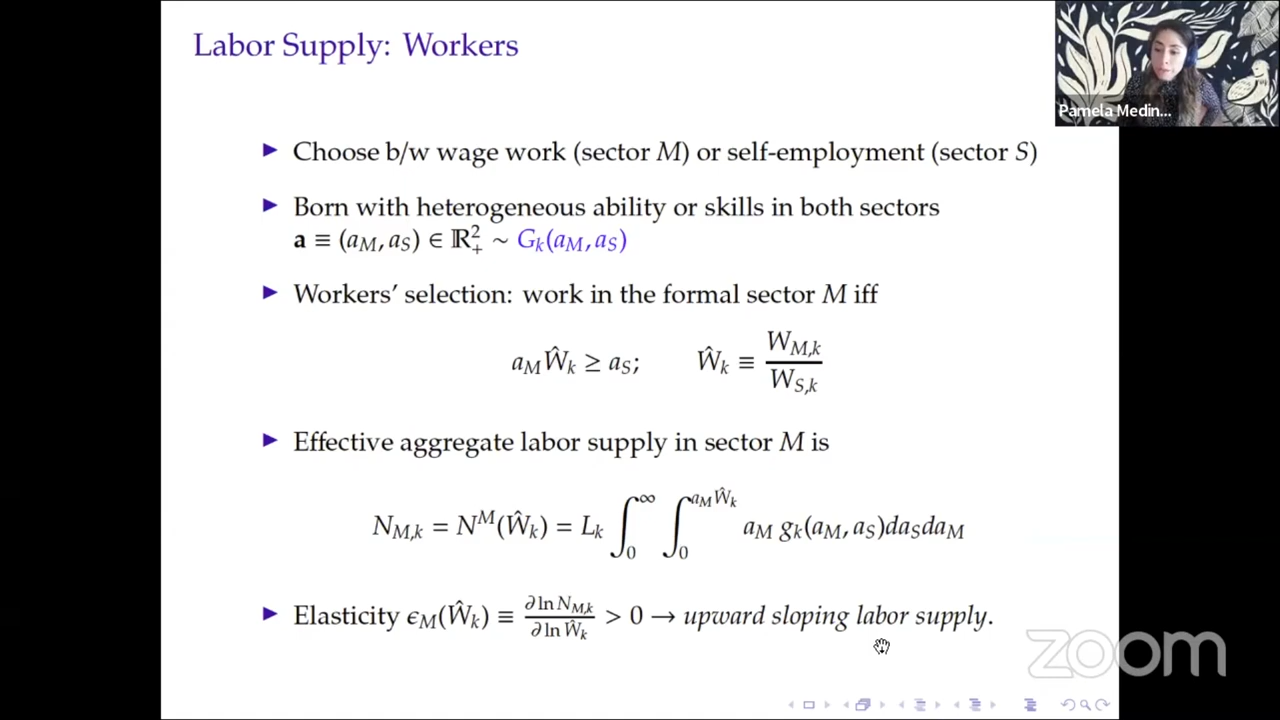 Labor Supply: Workers
Pamela Medin...
▶ Choose b/w wage work (sector M) or self-employment (sector S)
▶ Born with heterogeneous ability or skills in both sectors
a ≡ (a_M, a_S) ∈ ℝ²₊ ~ G_k(a_M, a_S)
▶ Workers' selection: work in the formal sector M iff
a_M Ŵ_k ≥ a_S; Ŵ_k ≡ W_{M,k} / W_{S,k}
▶ Effective aggregate labor supply in sector M is
N_{M,k} = N^M(Ŵ_k) = L_k ∫_0^∞ ∫_0^{a_M Ŵ_k} a_M g_k(a_M, a_S)da_S da_M
▶ Elasticity ϵ_M(Ŵ_k) ≡ ∂ ln N_{M,k} / ∂ ln Ŵ_k > 0 → upward sloping labor supply.
zoom